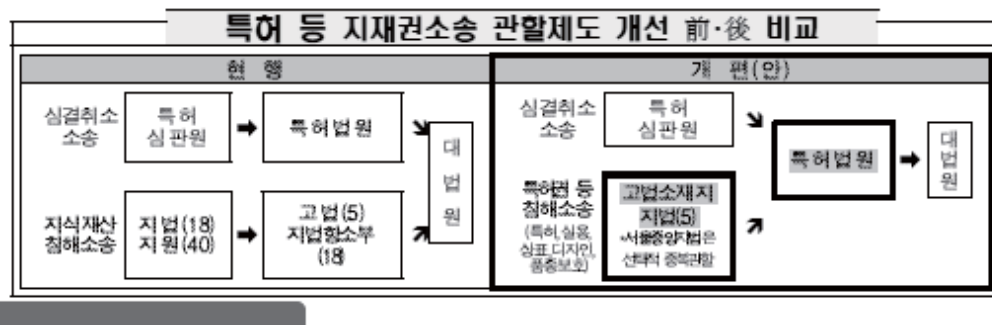 특허 등 지재권소송 관할제도 개선 前·後 비교
현 행
심결취소
소송
특 허
심 판 원
➡
특 허 법 원
↘
대
법
원
지식재산
침해소송
지 법(18)
지 원(40)
➡
고 법(5)
지법항소부
(18)
↗
개 편(안)
심결취소
소송
특 허
심 판 원
↘
특허권 등
침해소송
(특허, 실용,
상표 디자인,
품종보호)
고법소재지
지법(5)
*서울중앙지법은
선택적 중복관할
↗
특 허 법 원
➡
대
법
원